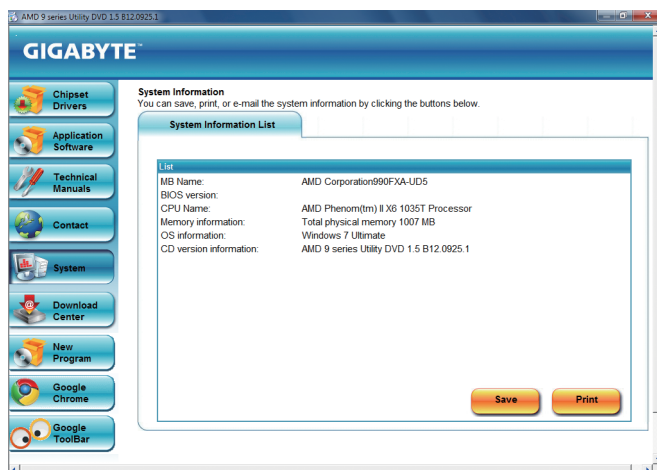 AMD 9 series Utility DVD 1.5 B12.0925.1
GIGABYTE™
Chipset
Drivers
Application
Software
Technical
Manuals
Contact
System
Download
Center
New
Program
Google
Chrome
Google
ToolBar
System Information
You can save, print, or e-mail the system information by clicking the buttons below.
System Information List
List
MB Name: AMD Corporation990FXA-UD5
BIOS version:
CPU Name: AMD Phenom(tm) II X6 1035T Processor
Memory information: Total physical memory 1007 MB
OS information: Windows 7 Ultimate
CD version information: AMD 9 series Utility DVD 1.5 B12.0925.1
Save Print